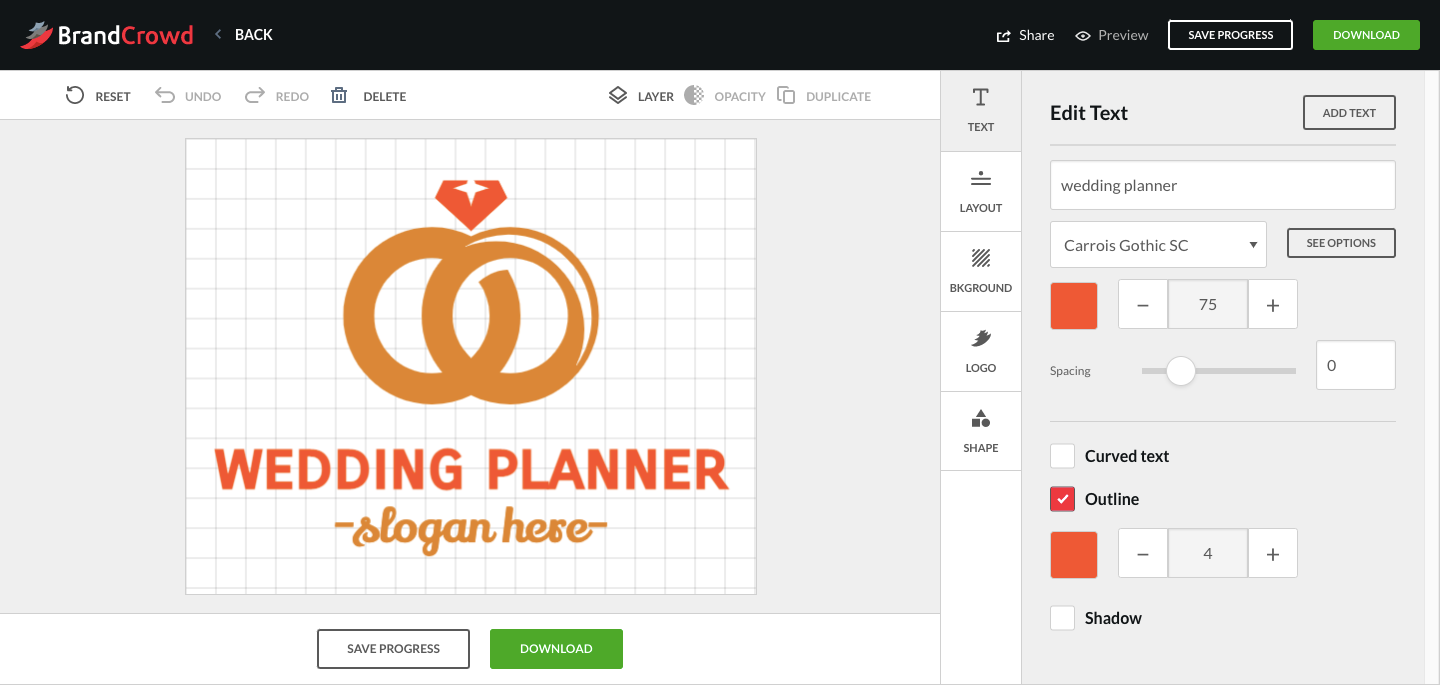 BrandCrowd BACK Share Preview SAVE PROGRESS DOWNLOAD
RESET UNDO REDO DELETE LAYER OPACITY DUPLICATE
WEDDING PLANNER
-slogan here-
SAVE PROGRESS DOWNLOAD
TEXT
LAYOUT
BKGROUND
LOGO
SHAPE
Edit Text ADD TEXT
wedding planner
Carrois Gothic SC SEE OPTIONS
− 75 +
Spacing 0
Curved text
Outline
− 4 +
Shadow